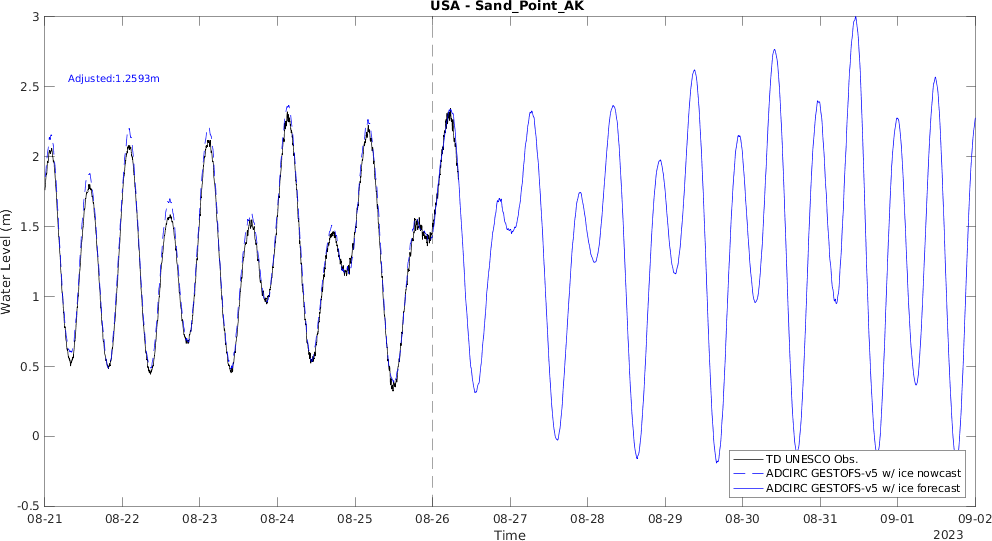 USA - Sand_Point_AK
Adjusted:1.2593m
Water Level (m)
3
2.5
2
1.5
1
0.5
0
-0.5
TD UNESCO Obs.
ADCIRC GESTOFS-v5 w/ ice nowcast
ADCIRC GESTOFS-v5 w/ ice forecast
08-21 08-22 08-23 08-24 08-25 08-26 08-27 08-28 08-29 08-30 08-31 09-01 09-02
Time
2023